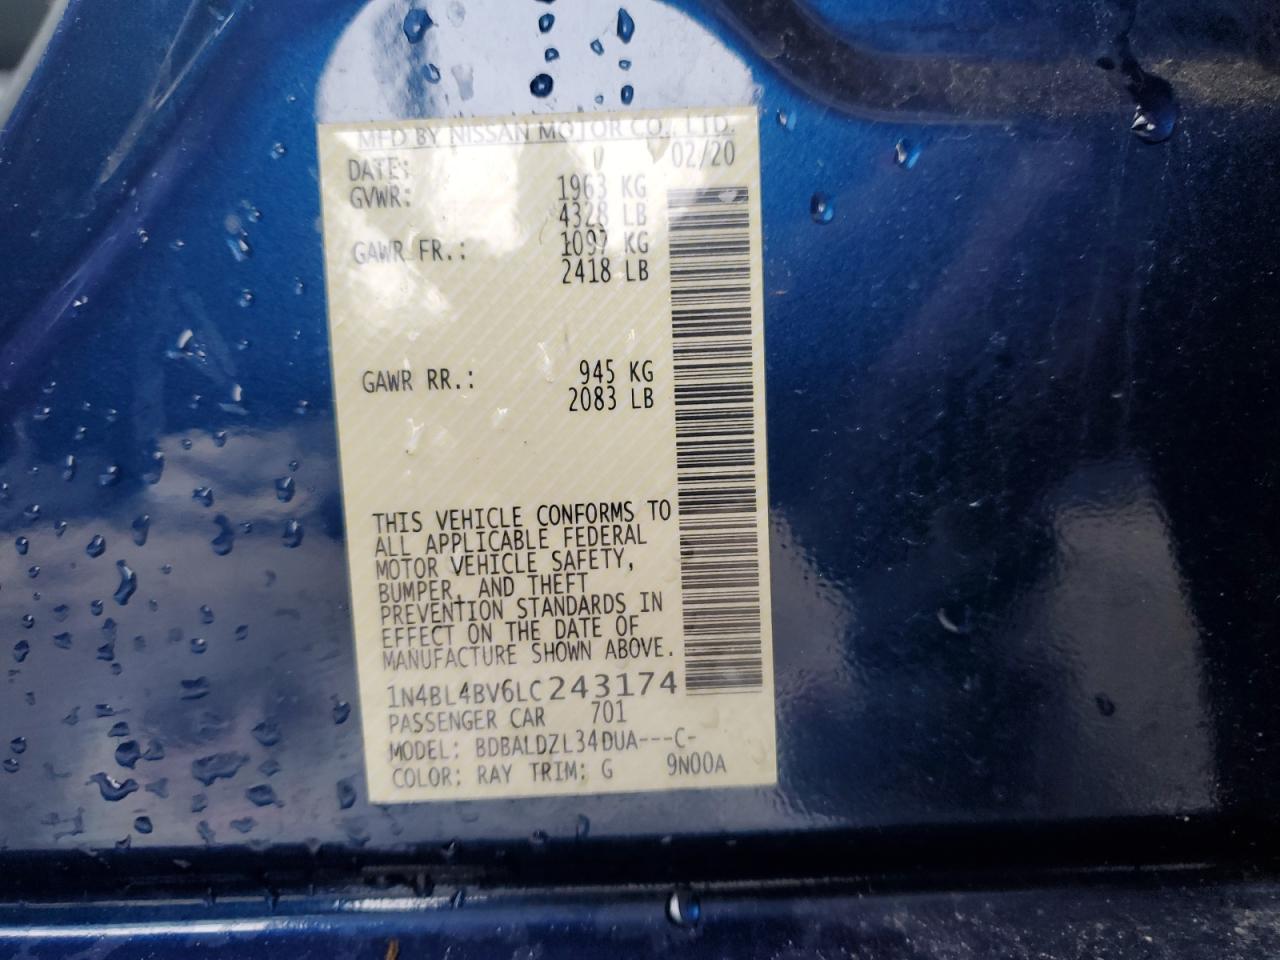 MFD BY NISSAN MOTOR CO., LTD.
DATE: 02/20
GVWR: 1963 KG
4328 LB
GAWR FR.: 1097 KG
2418 LB
GAWR RR.: 945 KG
2083 LB
THIS VEHICLE CONFORMS TO
ALL APPLICABLE FEDERAL
MOTOR VEHICLE SAFETY,
BUMPER, AND THEFT
PREVENTION STANDARDS IN
EFFECT ON THE DATE OF
MANUFACTURE SHOWN ABOVE.
1N4BL4BV6LC243174
PASSENGER CAR 701
MODEL: BDBALDZL34DUA---C-
COLOR: RAY TRIM: G 9N00A